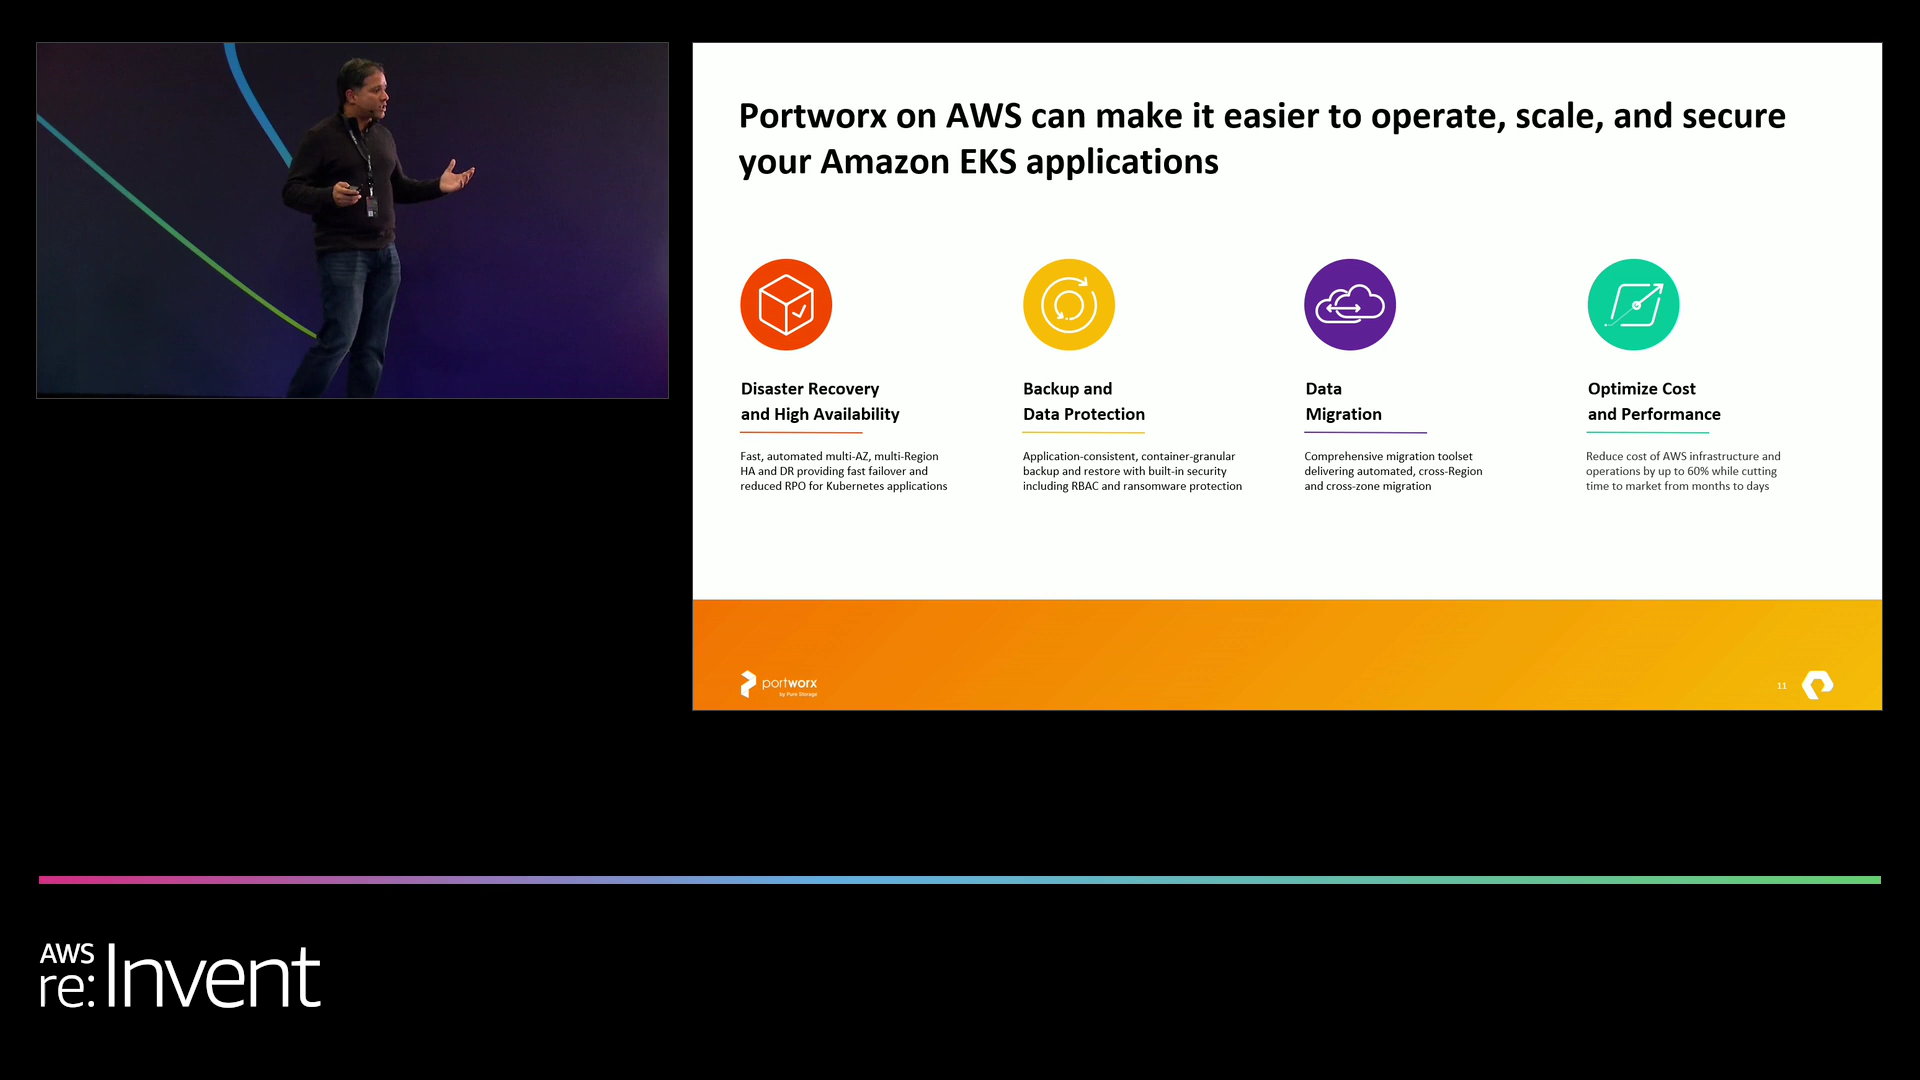 Portworx on AWS can make it easier to operate, scale, and secure
your Amazon EKS applications
Disaster Recovery
and High Availability
Fast, automated multi-AZ, multi-Region
HA and DR providing fast failover and
reduced RPO for Kubernetes applications
Backup and
Data Protection
Application-consistent, container-granular
backup and restore with built-in security
including RBAC and ransomware protection
Data
Migration
Comprehensive migration toolset
delivering automated, cross-Region
and cross-zone migration
Optimize Cost
and Performance
Reduce cost of AWS infrastructure and
operations by up to 60% while cutting
time to market from months to days
portworx
by Pure Storage
11
AWS
re:Invent